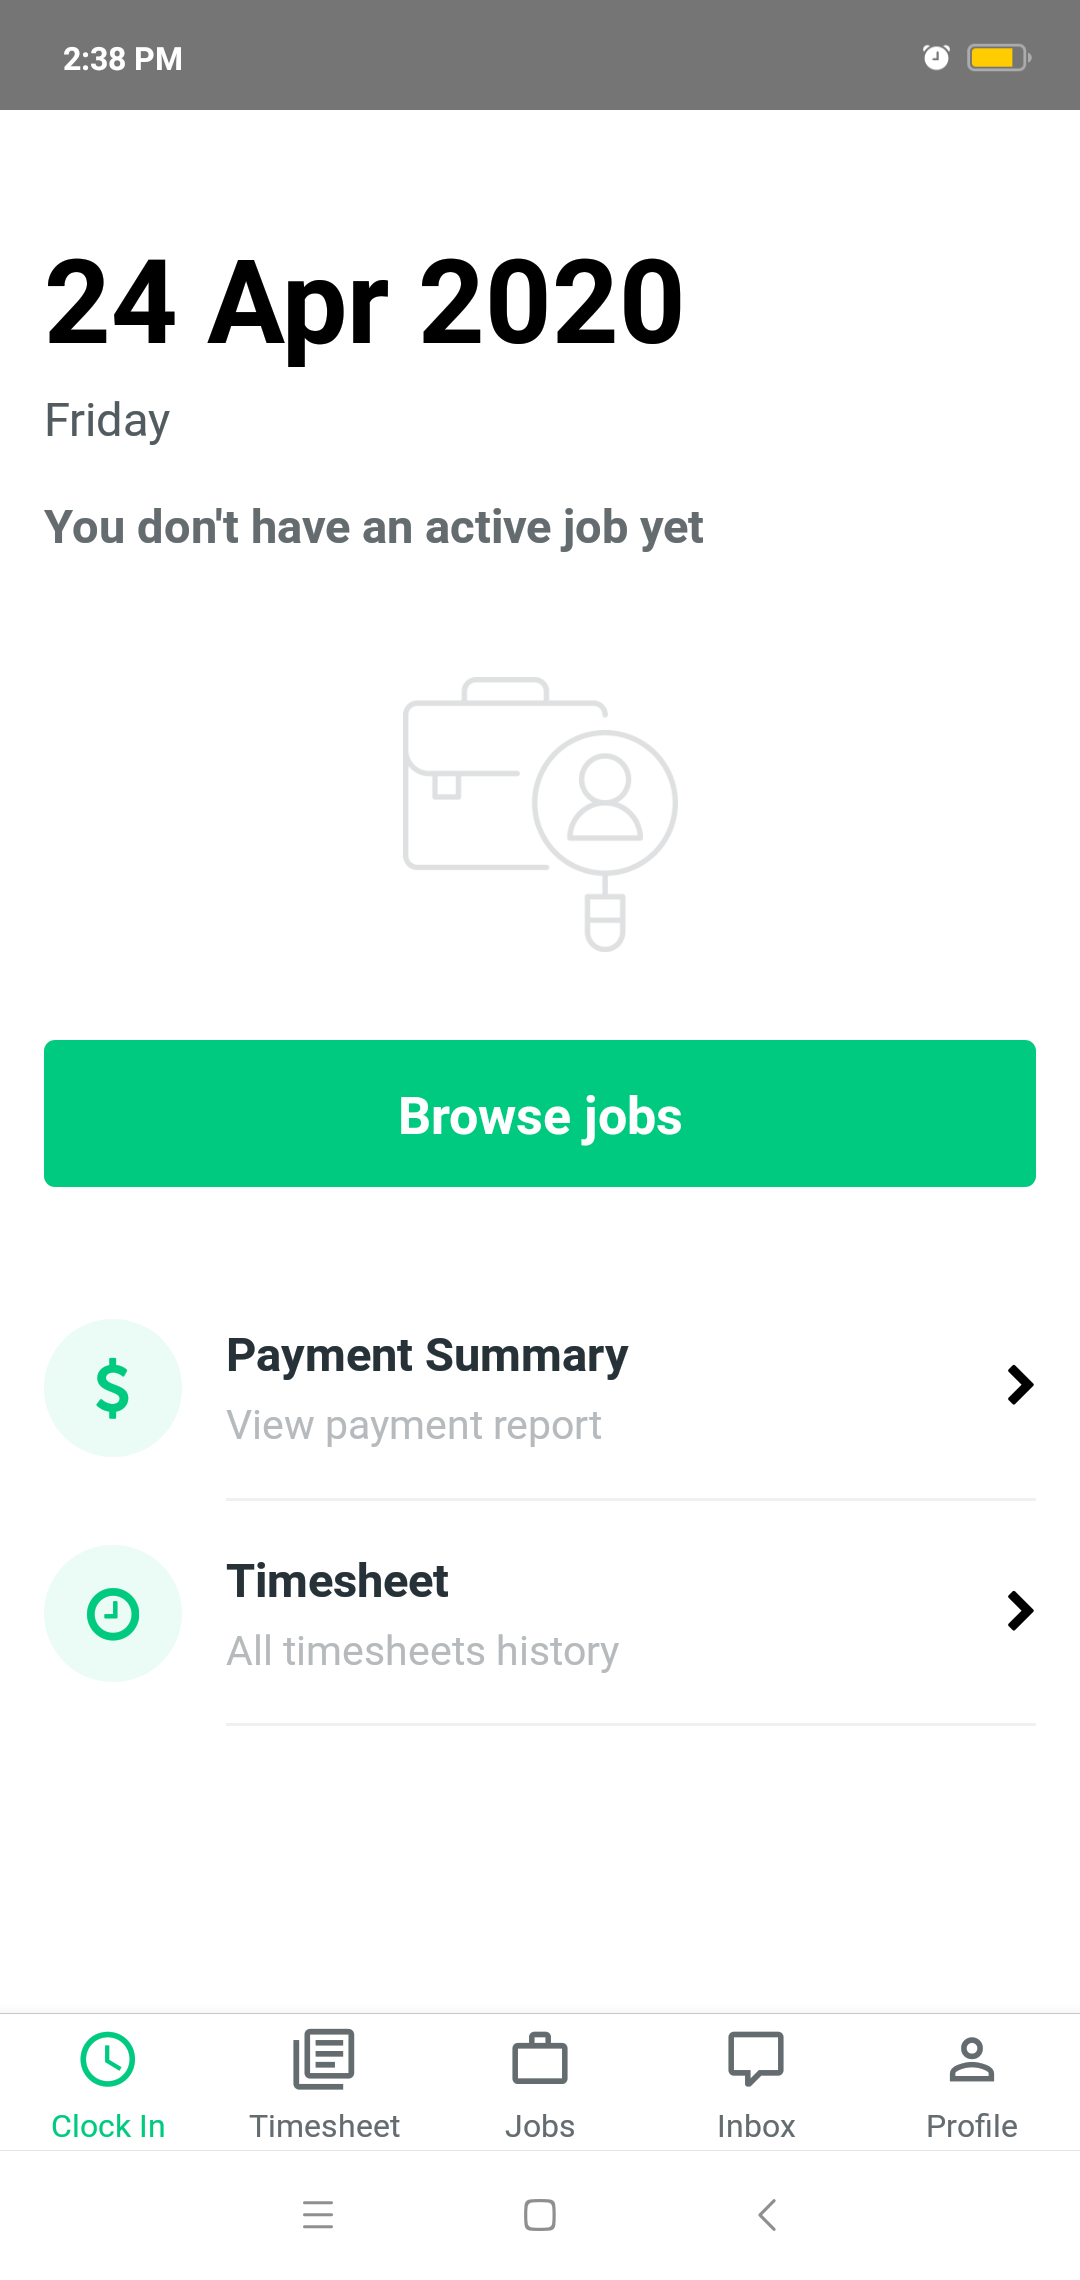 2:38 PM
24 Apr 2020
Friday
You don't have an active job yet
Browse jobs
$
Payment Summary
View payment report
Timesheet
All timesheets history
Clock In
Timesheet
Jobs
Inbox
Profile